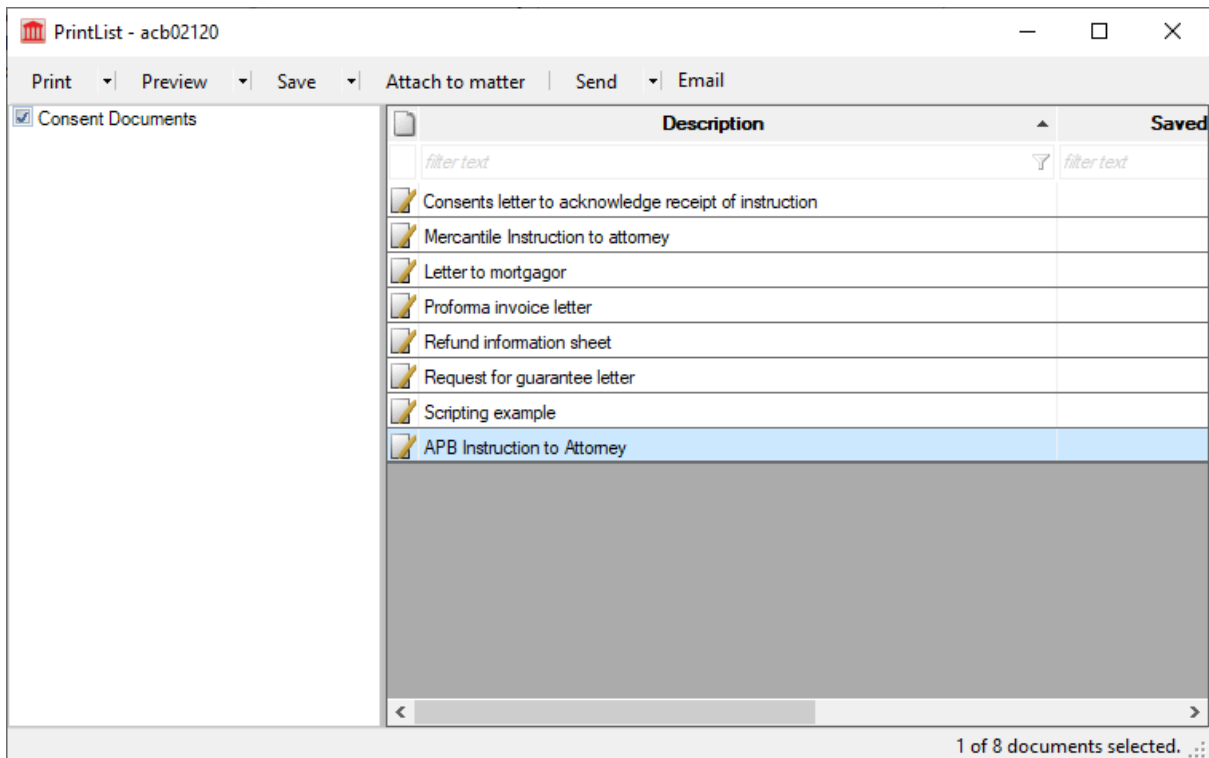 PrintList - acb02120
Print Preview Save Attach to matter Send Email
Consent Documents
Description Saved
filter text filter text
Consents letter to acknowledge receipt of instruction
Mercantile Instruction to attorney
Letter to mortgagor
Proforma invoice letter
Refund information sheet
Request for guarantee letter
Scripting example
APB Instruction to Attorney
1 of 8 documents selected.